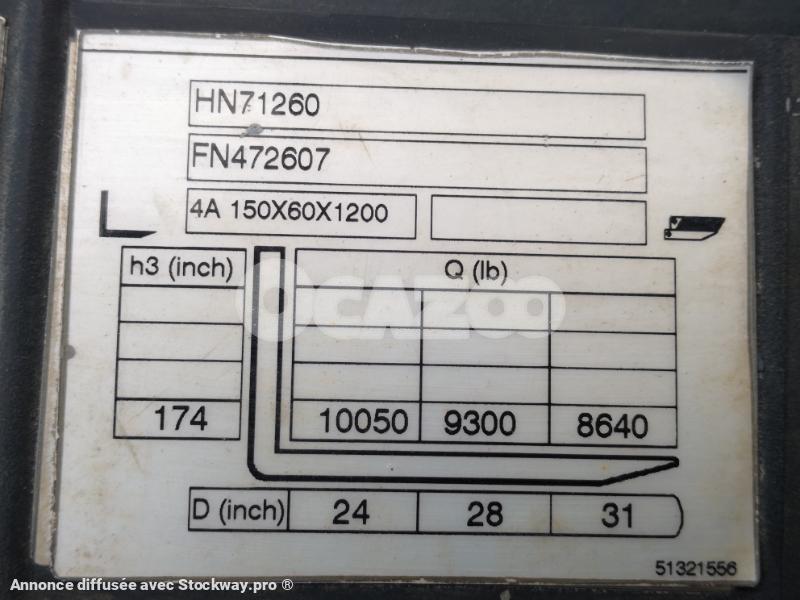 HN71260
FN472607
4A 150X60X1200
h3 (inch) Q (lb)
OCAZOO
174 10050 9300 8640
D (inch) 24 28 31
51321556
Annonce diffusée avec Stockway.pro ®